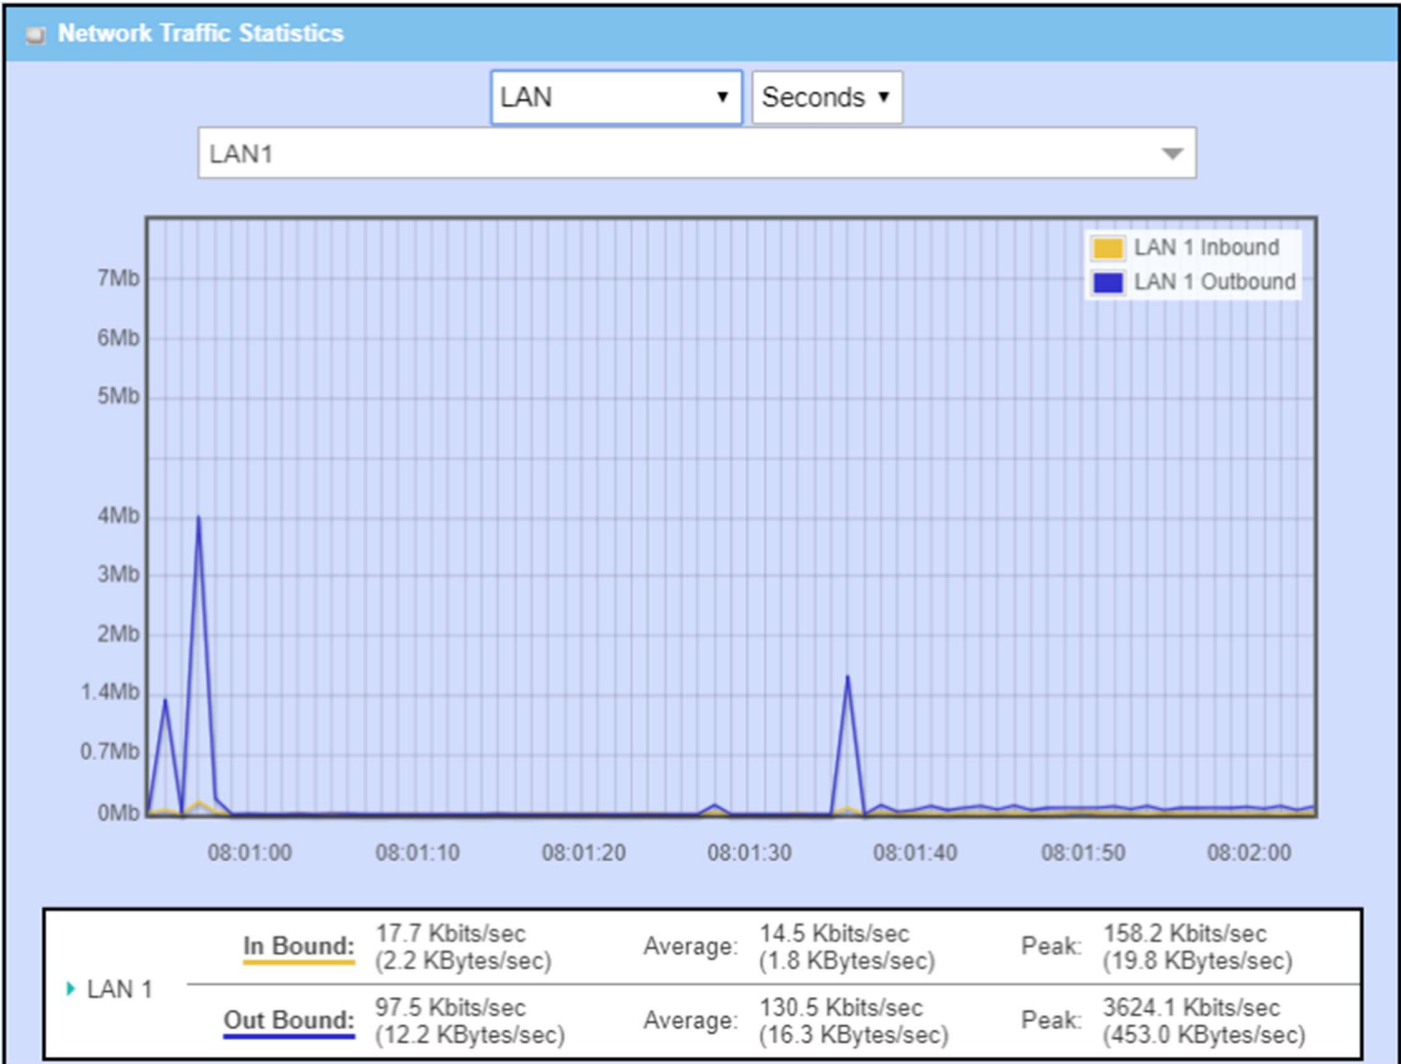 Network Traffic Statistics
LAN Seconds
LAN1
LAN 1 Inbound
LAN 1 Outbound
7Mb
6Mb
5Mb
4Mb
3Mb
2Mb
1.4Mb
0.7Mb
0Mb
08:01:00 08:01:10 08:01:20 08:01:30 08:01:40 08:01:50 08:02:00
LAN 1
In Bound: 17.7 Kbits/sec (2.2 KBytes/sec) Average: 14.5 Kbits/sec (1.8 KBytes/sec) Peak: 158.2 Kbits/sec (19.8 KBytes/sec)
Out Bound: 97.5 Kbits/sec (12.2 KBytes/sec) Average: 130.5 Kbits/sec (16.3 KBytes/sec) Peak: 3624.1 Kbits/sec (453.0 KBytes/sec)